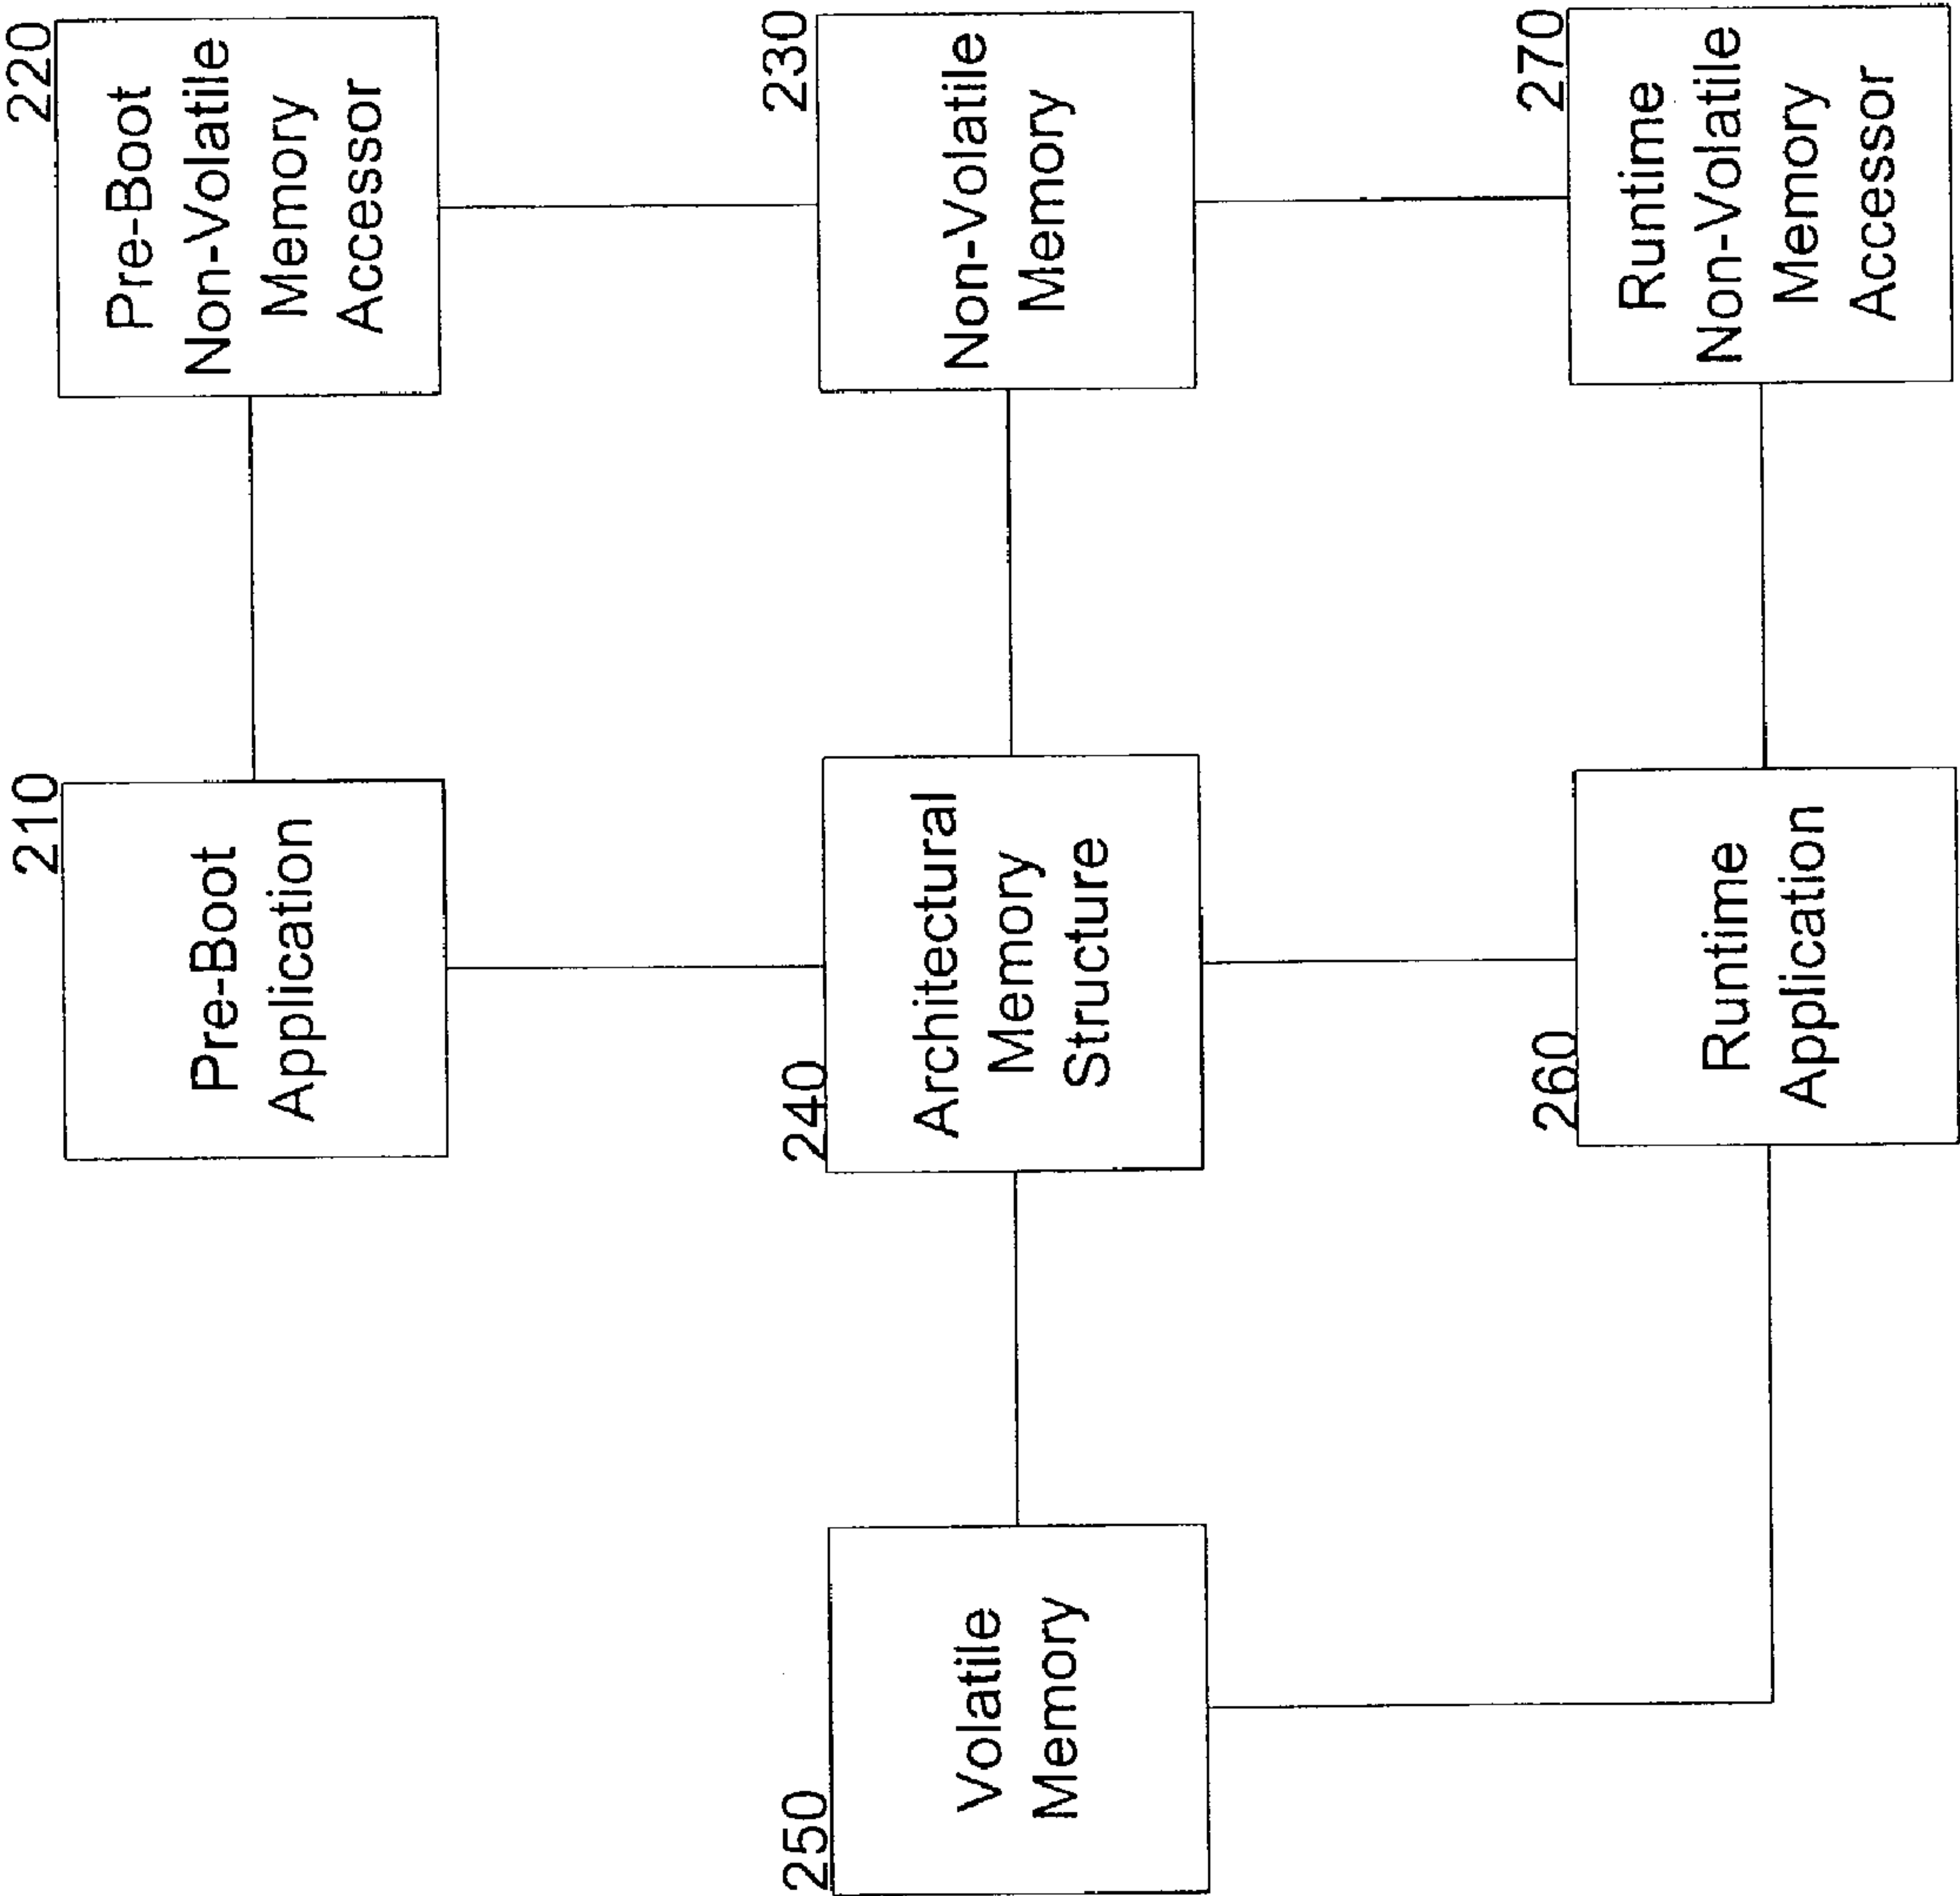 210
Pre-Boot
Application
220
Pre-Boot
Non-Volatile
Memory
Accessor
250
Volatile
Memory
240
Architectural
Memory
Structure
230
Non-Volatile
Memory
260
Runtime
Application
270
Runtime
Non-Volatile
Memory
Accessor